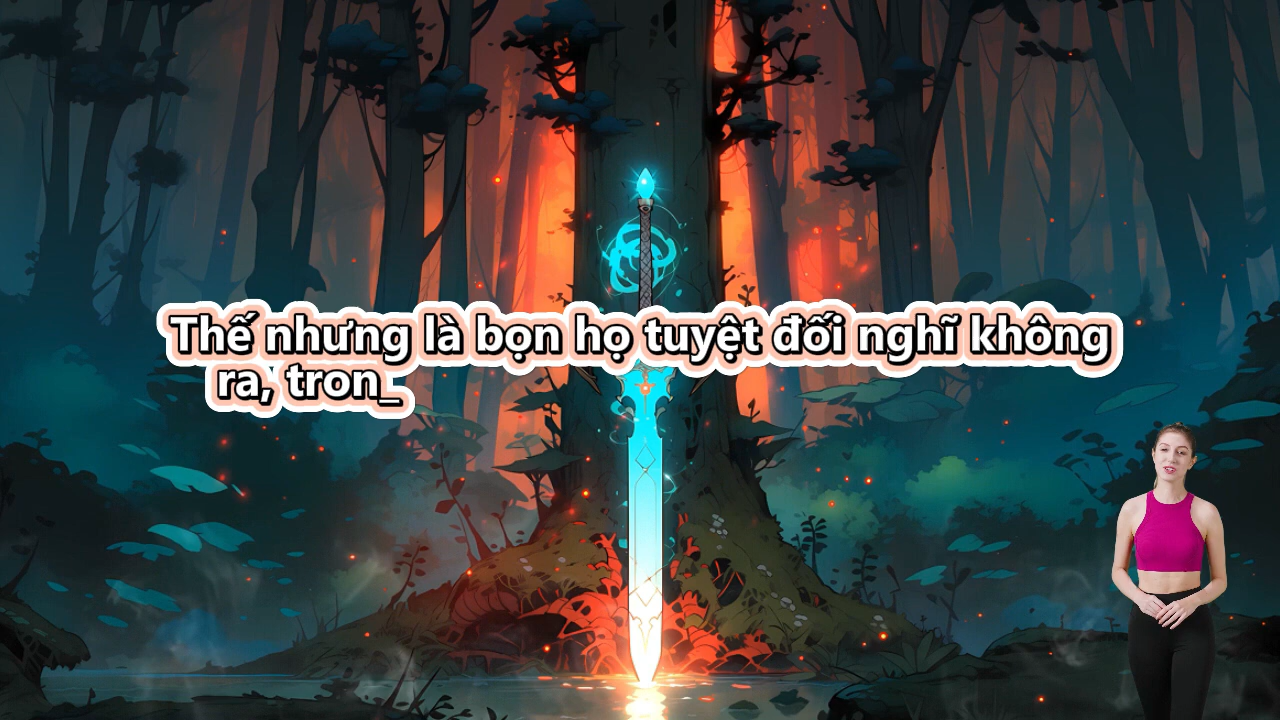 Thế nhưng là bọn họ tuyệt đối nghĩ không
ra, tron_